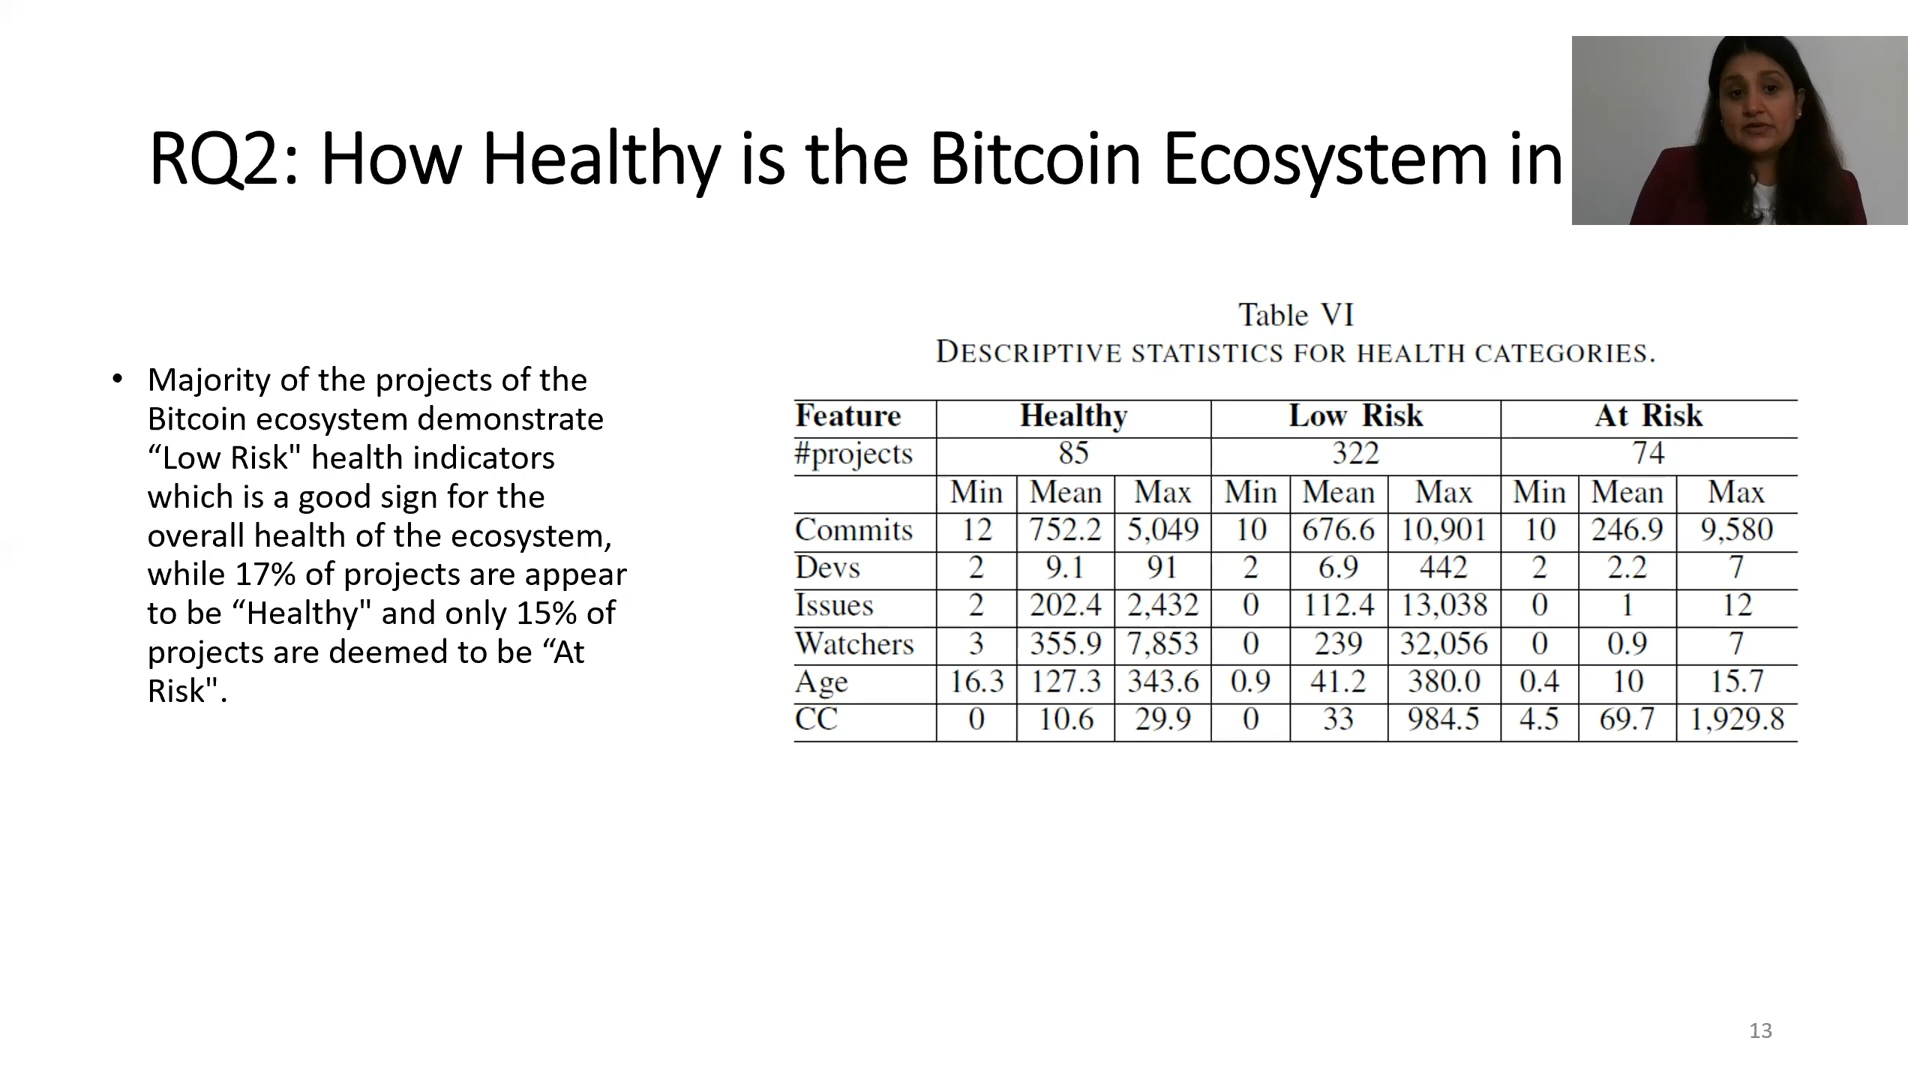 RQ2: How Healthy is the Bitcoin Ecosystem in
• Majority of the projects of the
Bitcoin ecosystem demonstrate
“Low Risk" health indicators
which is a good sign for the
overall health of the ecosystem,
while 17% of projects are appear
to be “Healthy" and only 15% of
projects are deemed to be “At
Risk".
Table VI
DESCRIPTIVE STATISTICS FOR HEALTH CATEGORIES.
Feature Healthy Low Risk At Risk
#projects 85 322 74
Min Mean Max Min Mean Max Min Mean Max
Commits 12 752.2 5,049 10 676.6 10,901 10 246.9 9,580
Devs 2 9.1 91 2 6.9 442 2 2.2 7
Issues 2 202.4 2,432 0 112.4 13,038 0 1 12
Watchers 3 355.9 7,853 0 239 32,056 0 0.9 7
Age 16.3 127.3 343.6 0.9 41.2 380.0 0.4 10 15.7
CC 0 10.6 29.9 0 33 984.5 4.5 69.7 1,929.8
13